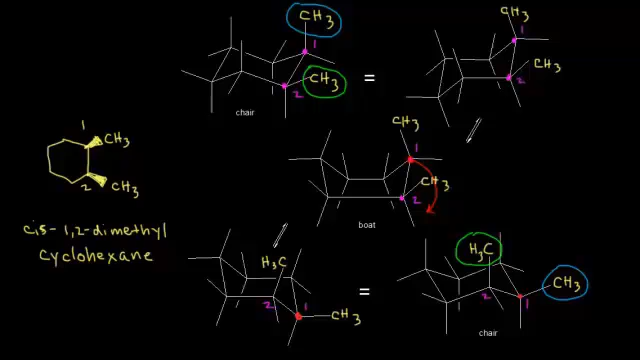 CH3
1
CH3
2
chair
=
CH3
1
CH3
2
1
CH3
2
CH3
cis-1,2-dimethyl
cyclohexane
CH3
1
CH3
2
boat
H3C
2
1
CH3
=
H3C
2
1
CH3
chair